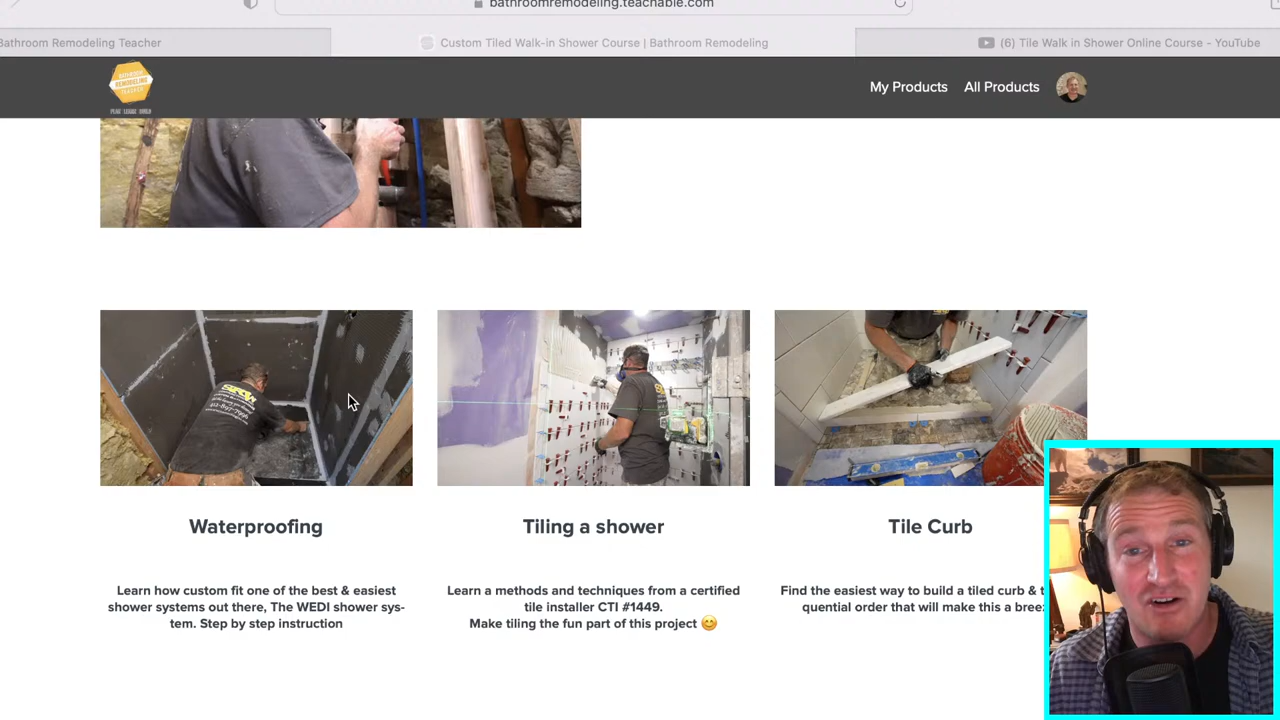 bathroomremodeling.teachable.com
Bathroom Remodeling Teacher
Custom Tiled Walk-in Shower Course | Bathroom Remodeling
(6) Tile Walk in Shower Online Course - YouTube
REMODELING
My Products
All Products
Waterproofing
Tiling a shower
Tile Curb
Learn how custom fit one of the best & easiest
shower systems out there, The WEDI shower sys-
tem. Step by step instruction
Learn a methods and techniques from a certified
tile installer CTI #1449.
Make tiling the fun part of this project 😊
Find the easiest way to build a tiled curb &
quential order that will make this a